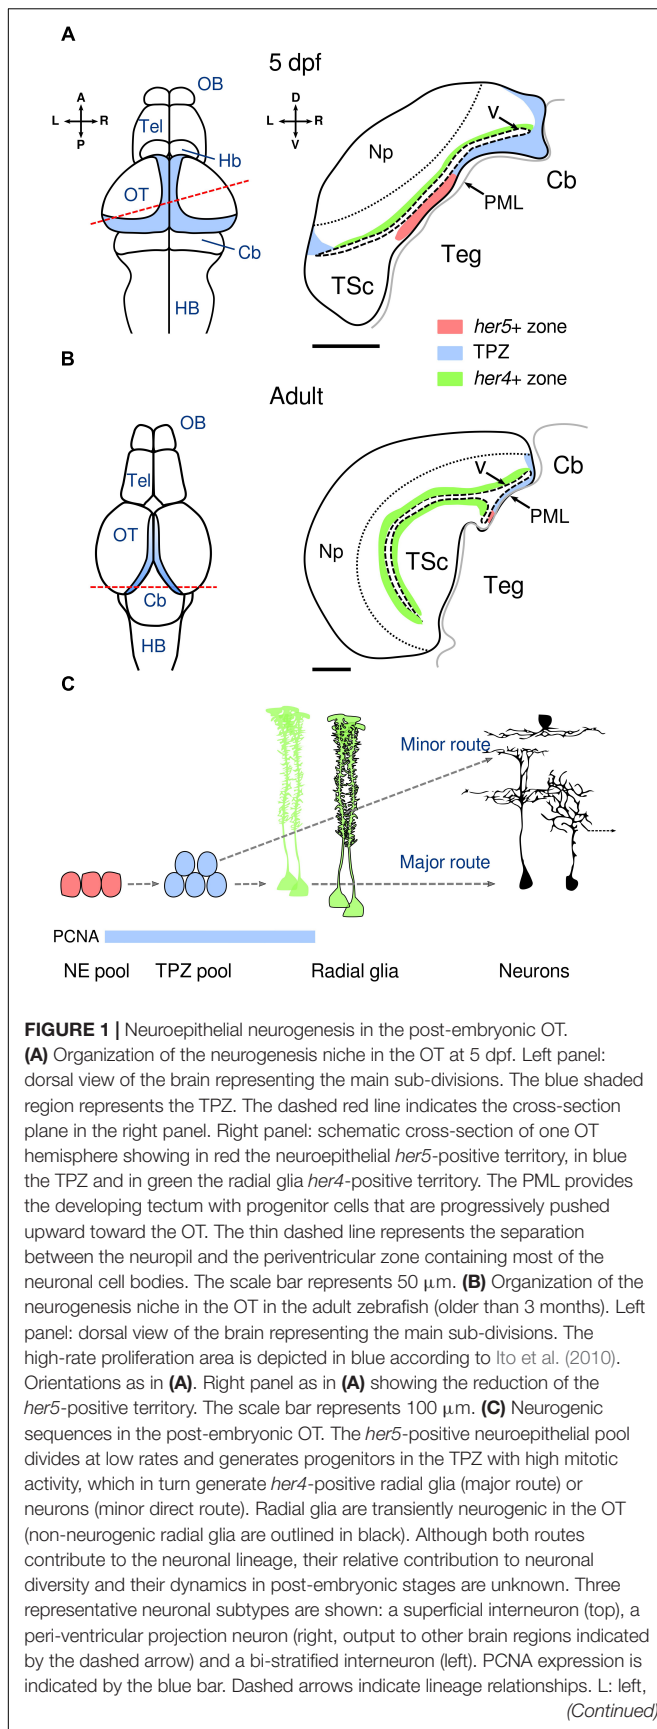 A
5 dpf
A
L R
P
OB
Tel
Hb
OT
Cb
HB
D
L R
V
Np
V
Cb
PML
Teg
TSc
her5+ zone
TPZ
her4+ zone
B
Adult
OB
Tel
OT
Cb
HB
V
Cb
PML
Np
TSc
Teg
C
Minor route
Major route
PCNA
NE pool
TPZ pool
Radial glia
Neurons
FIGURE 1 | Neuroepithelial neurogenesis in the post-embryonic OT.
(A) Organization of the neurogenesis niche in the OT at 5 dpf. Left panel:
dorsal view of the brain representing the main sub-divisions. The blue shaded
region represents the TPZ. The dashed red line indicates the cross-section
plane in the right panel. Right panel: schematic cross-section of one OT
hemisphere showing in red the neuroepithelial her5-positive territory, in blue
the TPZ and in green the radial glia her4-positive territory. The PML provides
the developing tectum with progenitor cells that are progressively pushed
upward toward the OT. The thin dashed line represents the separation
between the neuropil and the periventricular zone containing most of the
neuronal cell bodies. The scale bar represents 50 μm. (B) Organization of the
neurogenesis niche in the OT in the adult zebrafish (older than 3 months). Left
panel: dorsal view of the brain representing the main sub-divisions. The
high-rate proliferation area is depicted in blue according to Ito et al. (2010).
Orientations as in (A). Right panel as in (A) showing the reduction of the
her5-positive territory. The scale bar represents 100 μm. (C) Neurogenic
sequences in the post-embryonic OT. The her5-positive neuroepithelial pool
divides at low rates and generates progenitors in the TPZ with high mitotic
activity, which in turn generate her4-positive radial glia (major route) or
neurons (minor direct route). Radial glia are transiently neurogenic in the OT
(non-neurogenic radial glia are outlined in black). Although both routes
contribute to the neuronal lineage, their relative contribution to neuronal
diversity and their dynamics in post-embryonic stages are unknown. Three
representative neuronal subtypes are shown: a superficial interneuron (top), a
peri-ventricular projection neuron (right, output to other brain regions indicated
by the dashed arrow) and a bi-stratified interneuron (left). PCNA expression is
indicated by the blue bar. Dashed arrows indicate lineage relationships. L: left,
(Continued)